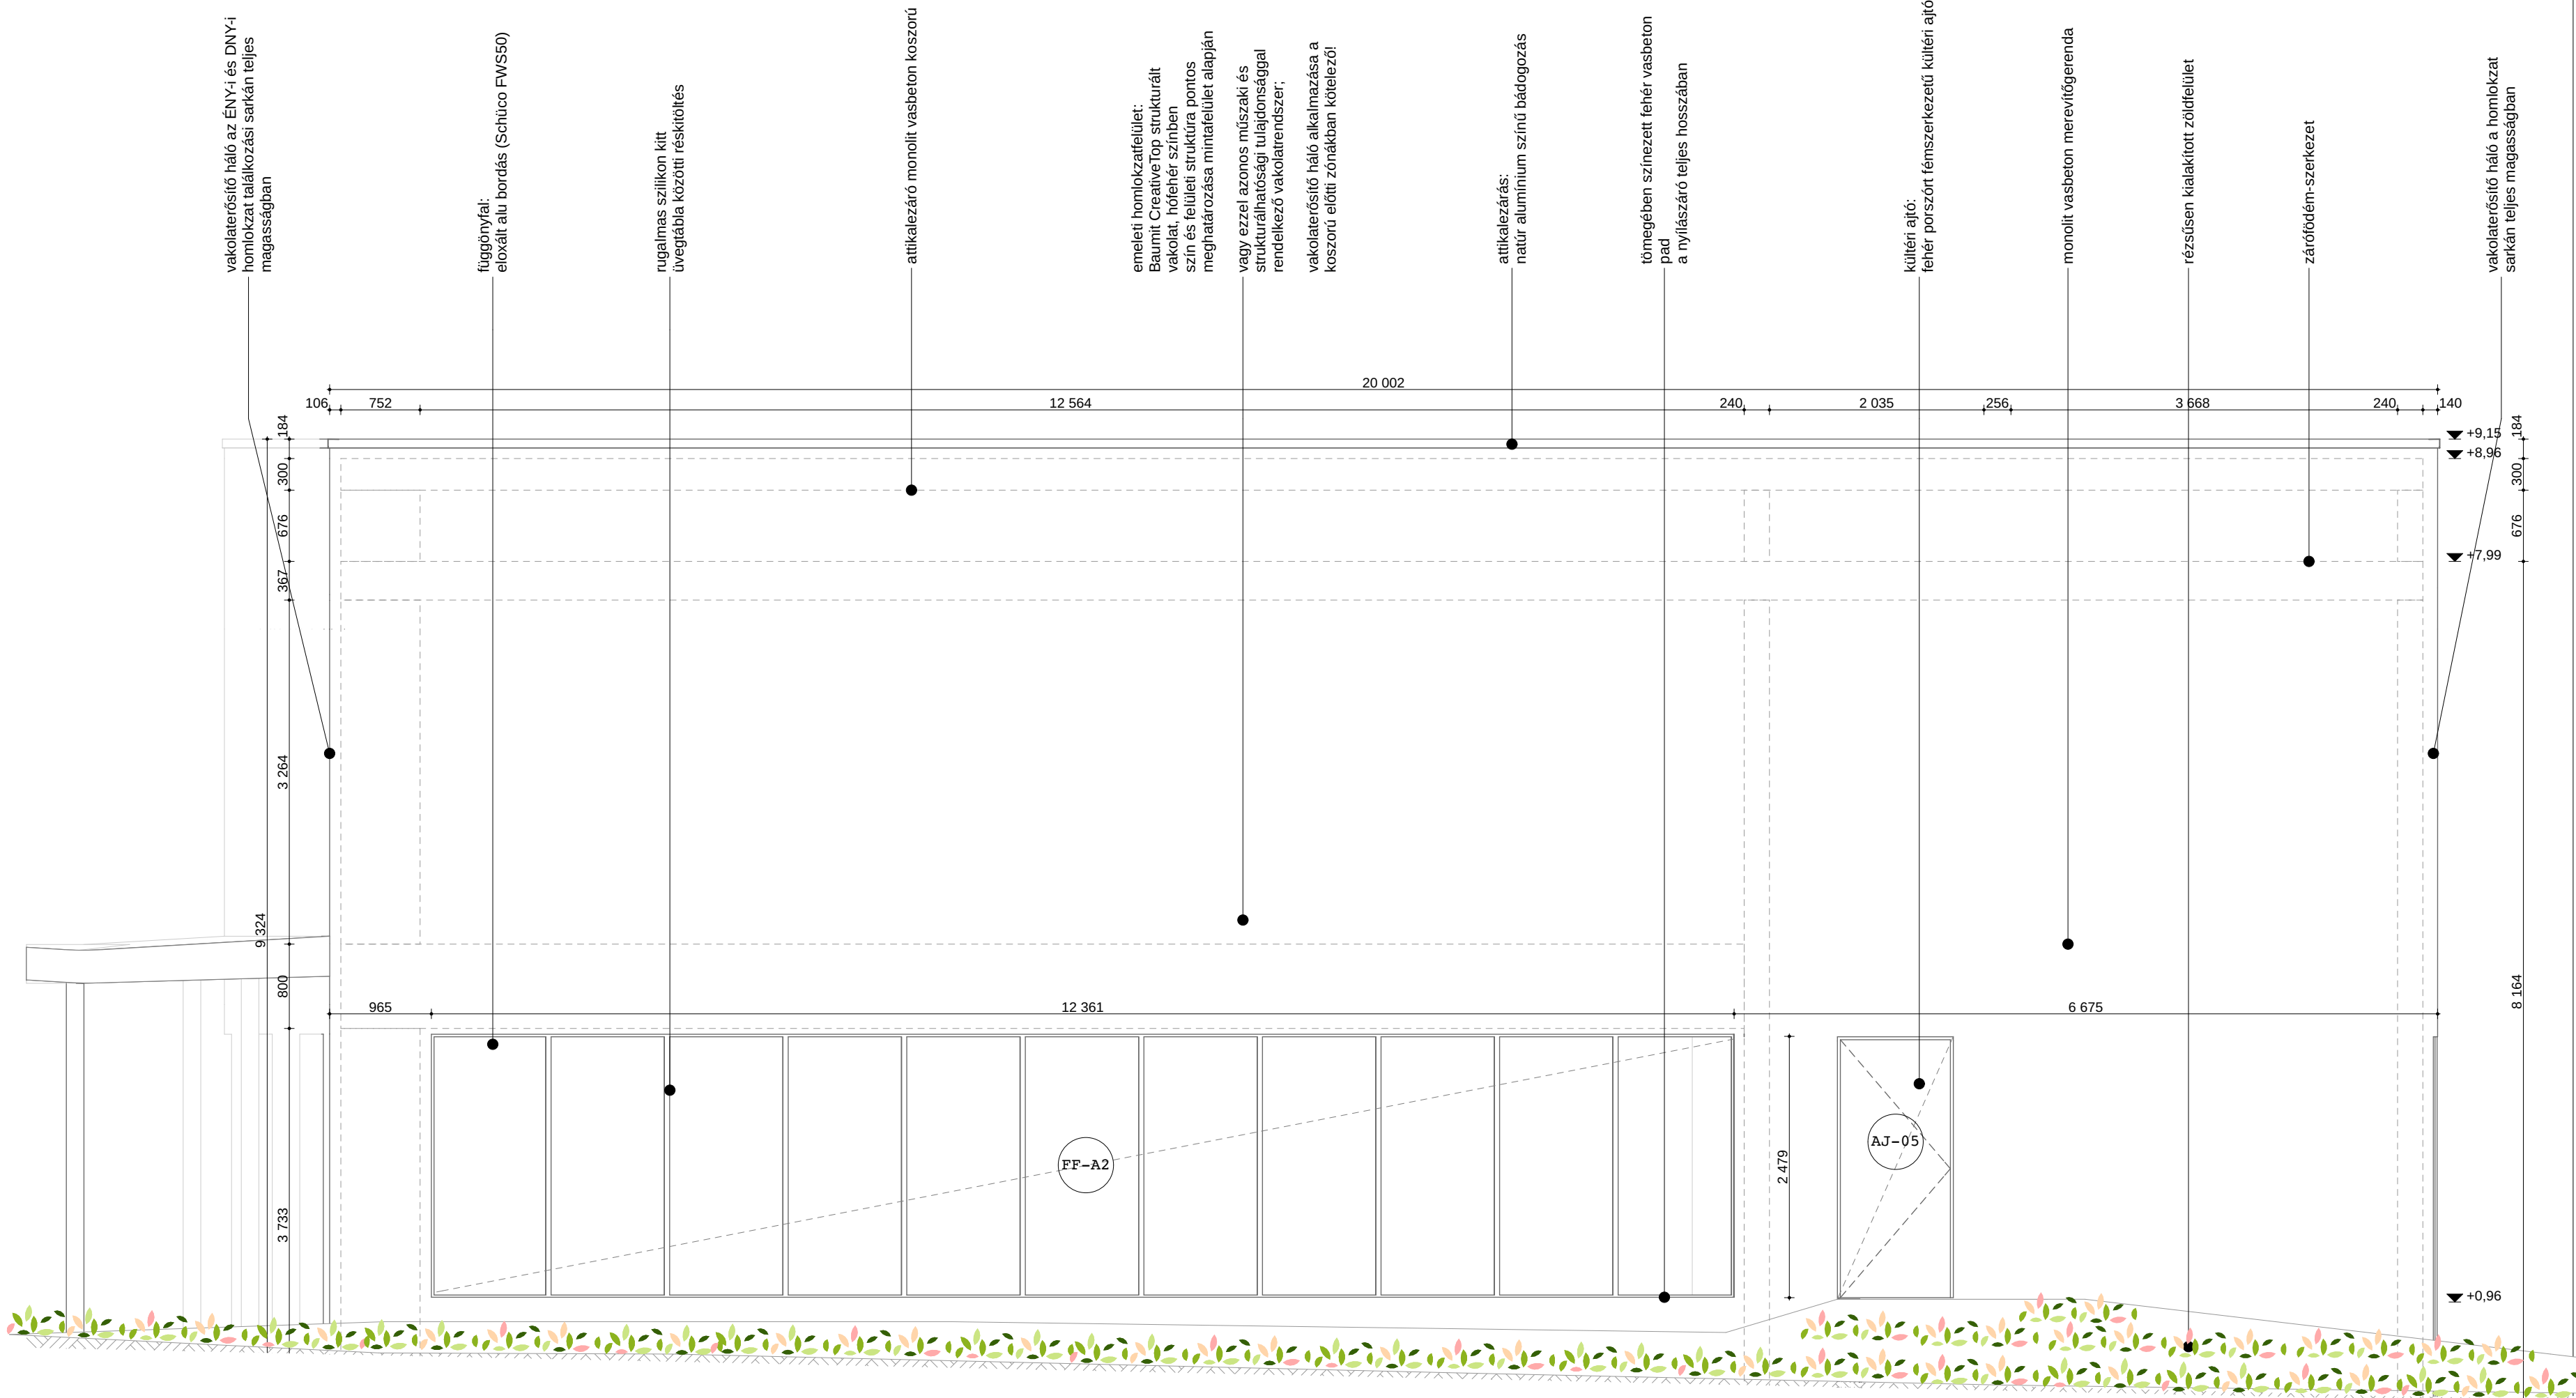 vakolaterősítő háló az ÉNY-i és DNY-i
homlokzat találkozási sarkán teljes
magasságban
függönyfal:
eloxált alu bordás (Schüco FWS50)
rugalmas szilikon kitt
üvegtábla közötti réskitöltés
attikalezáró monolit vasbeton koszorú
emeleti homlokzatfelület:
Baumit CreativeTop strukturált
vakolat, hófehér színben
szín és felületi struktúra pontos
meghatározása mintafelület alapján
vagy ezzel azonos műszaki és
strukturálhatósági tulajdonsággal
rendelkező vakolatrendszer;
vakolaterősítő háló alkalmazása a
koszorú előtti zónákban kötelező!
attikalezárás:
natúr alumínium színű bádogozás
tömegében színezett fehér vasbeton
pad
a nyílászáró teljes hosszában
kültéri ajtó:
fehér porszórt fémszerkezetű kültéri ajtó
monolit vasbeton merevítőgerenda
rézsűsen kialakított zöldfelület
zárófödém-szerkezet
vakolaterősítő háló a homlokzat
sarkán teljes magasságban
20 002
106 752 12 564 240 2 035 256 3 668 240 140
184
300
676
367
3 264
9 324
800
3 733
+9,15
+8,96
+7,99
184
300
676
8 164
965 12 361 6 675
2 479
FF-A2
AJ-05
+0,96